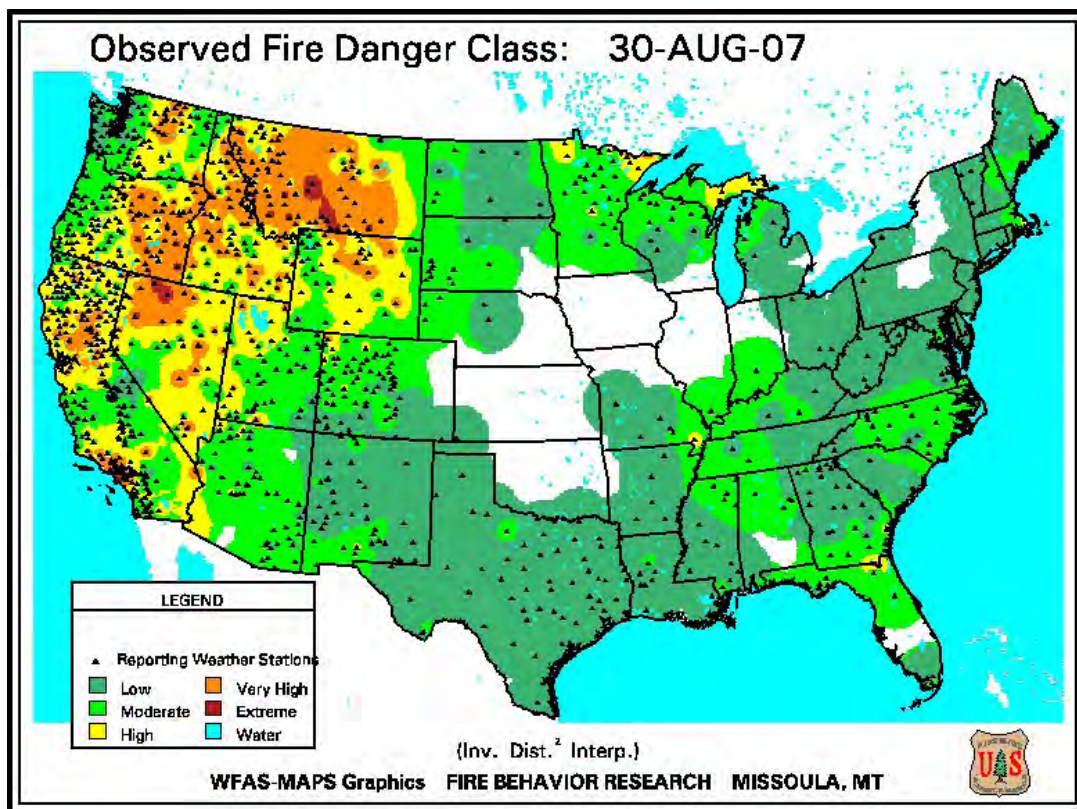 Observed Fire Danger Class: 30-AUG-07
LEGEND
Reporting Weather Stations
Low
Very High
Moderate
Extreme
High
Water
(Inv. Dist.² Interp.)
WFAS-MAPS Graphics FIRE BEHAVIOR RESEARCH MISSOULA, MT
U S